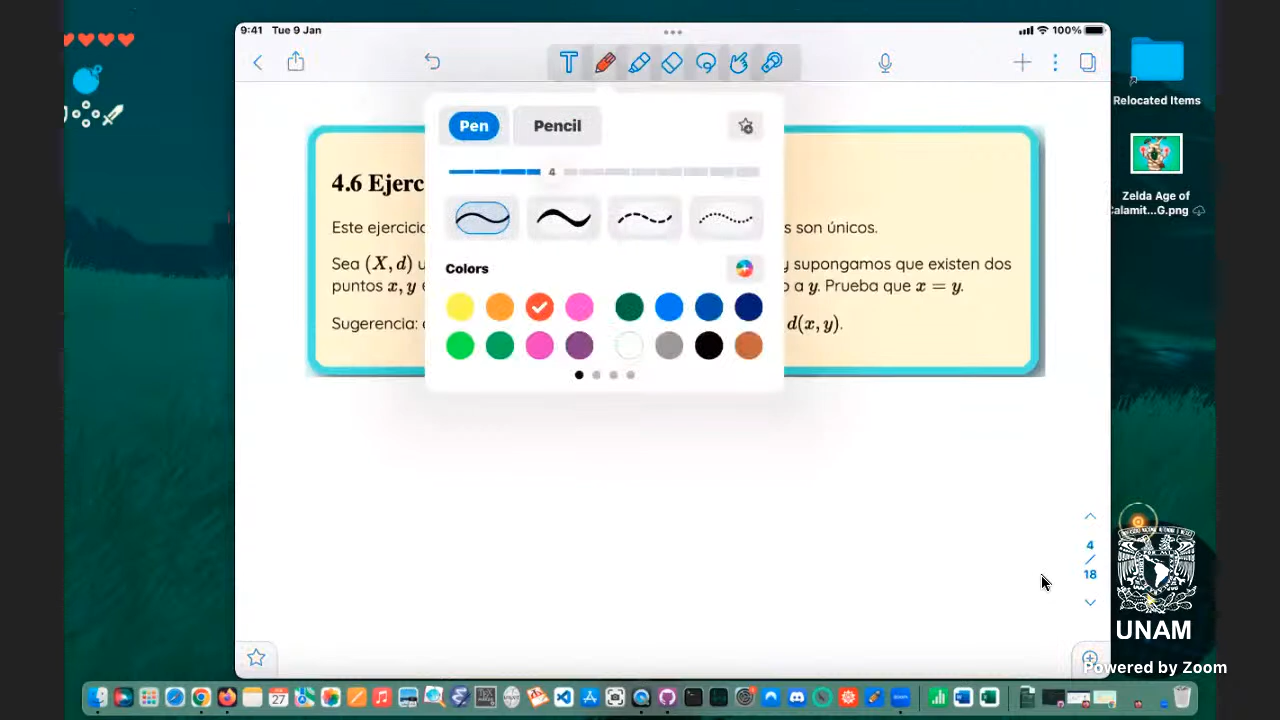 9:41 Tue 9 Jan
100%
Relocated Items
Pen
Pencil
4
4.6 Ejerc
Zelda Age of
Calamit...G.png
Este ejercici
s son únicos.
Colors
Sea (X, d) u
y supongamos que existen dos
puntos x, y
a y. Prueba que x = y.
Sugerencia:
d(x, y).
4
/
18
UNAM
Powered by Zoom
27